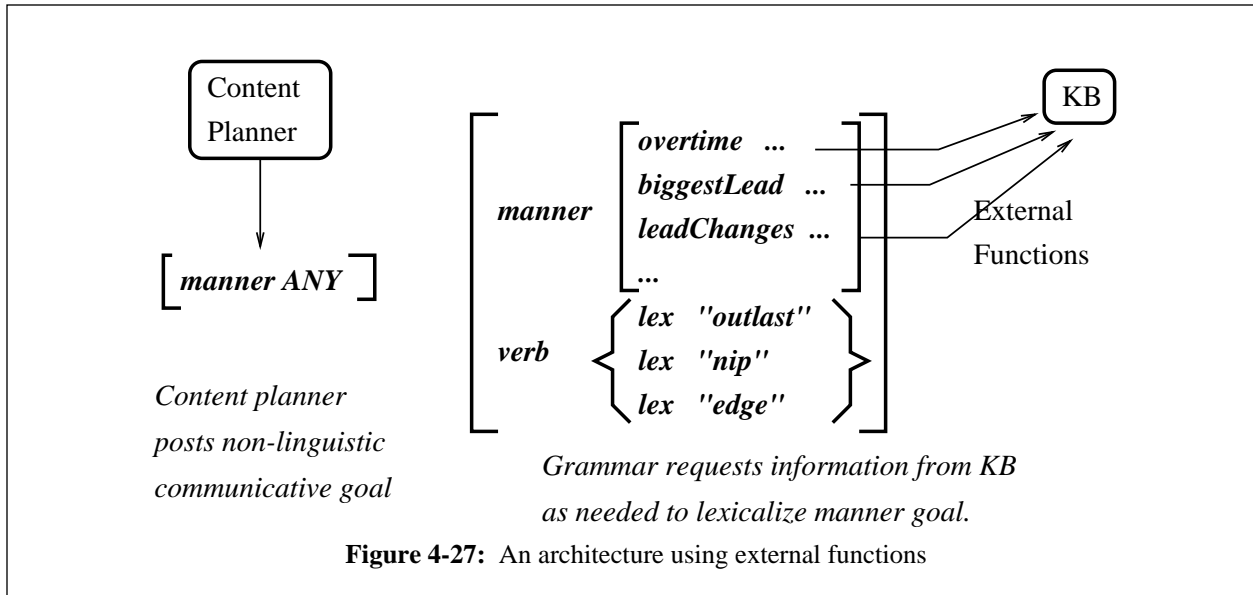 Content
Planner
[manner ANY]
Content planner
posts non-linguistic
communicative goal
manner
overtime ...
biggestLead ...
leadChanges ...
...
verb
lex "outlast"
lex "nip"
lex "edge"
KB
External
Functions
Grammar requests information from KB
as needed to lexicalize manner goal.
Figure 4-27: An architecture using external functions